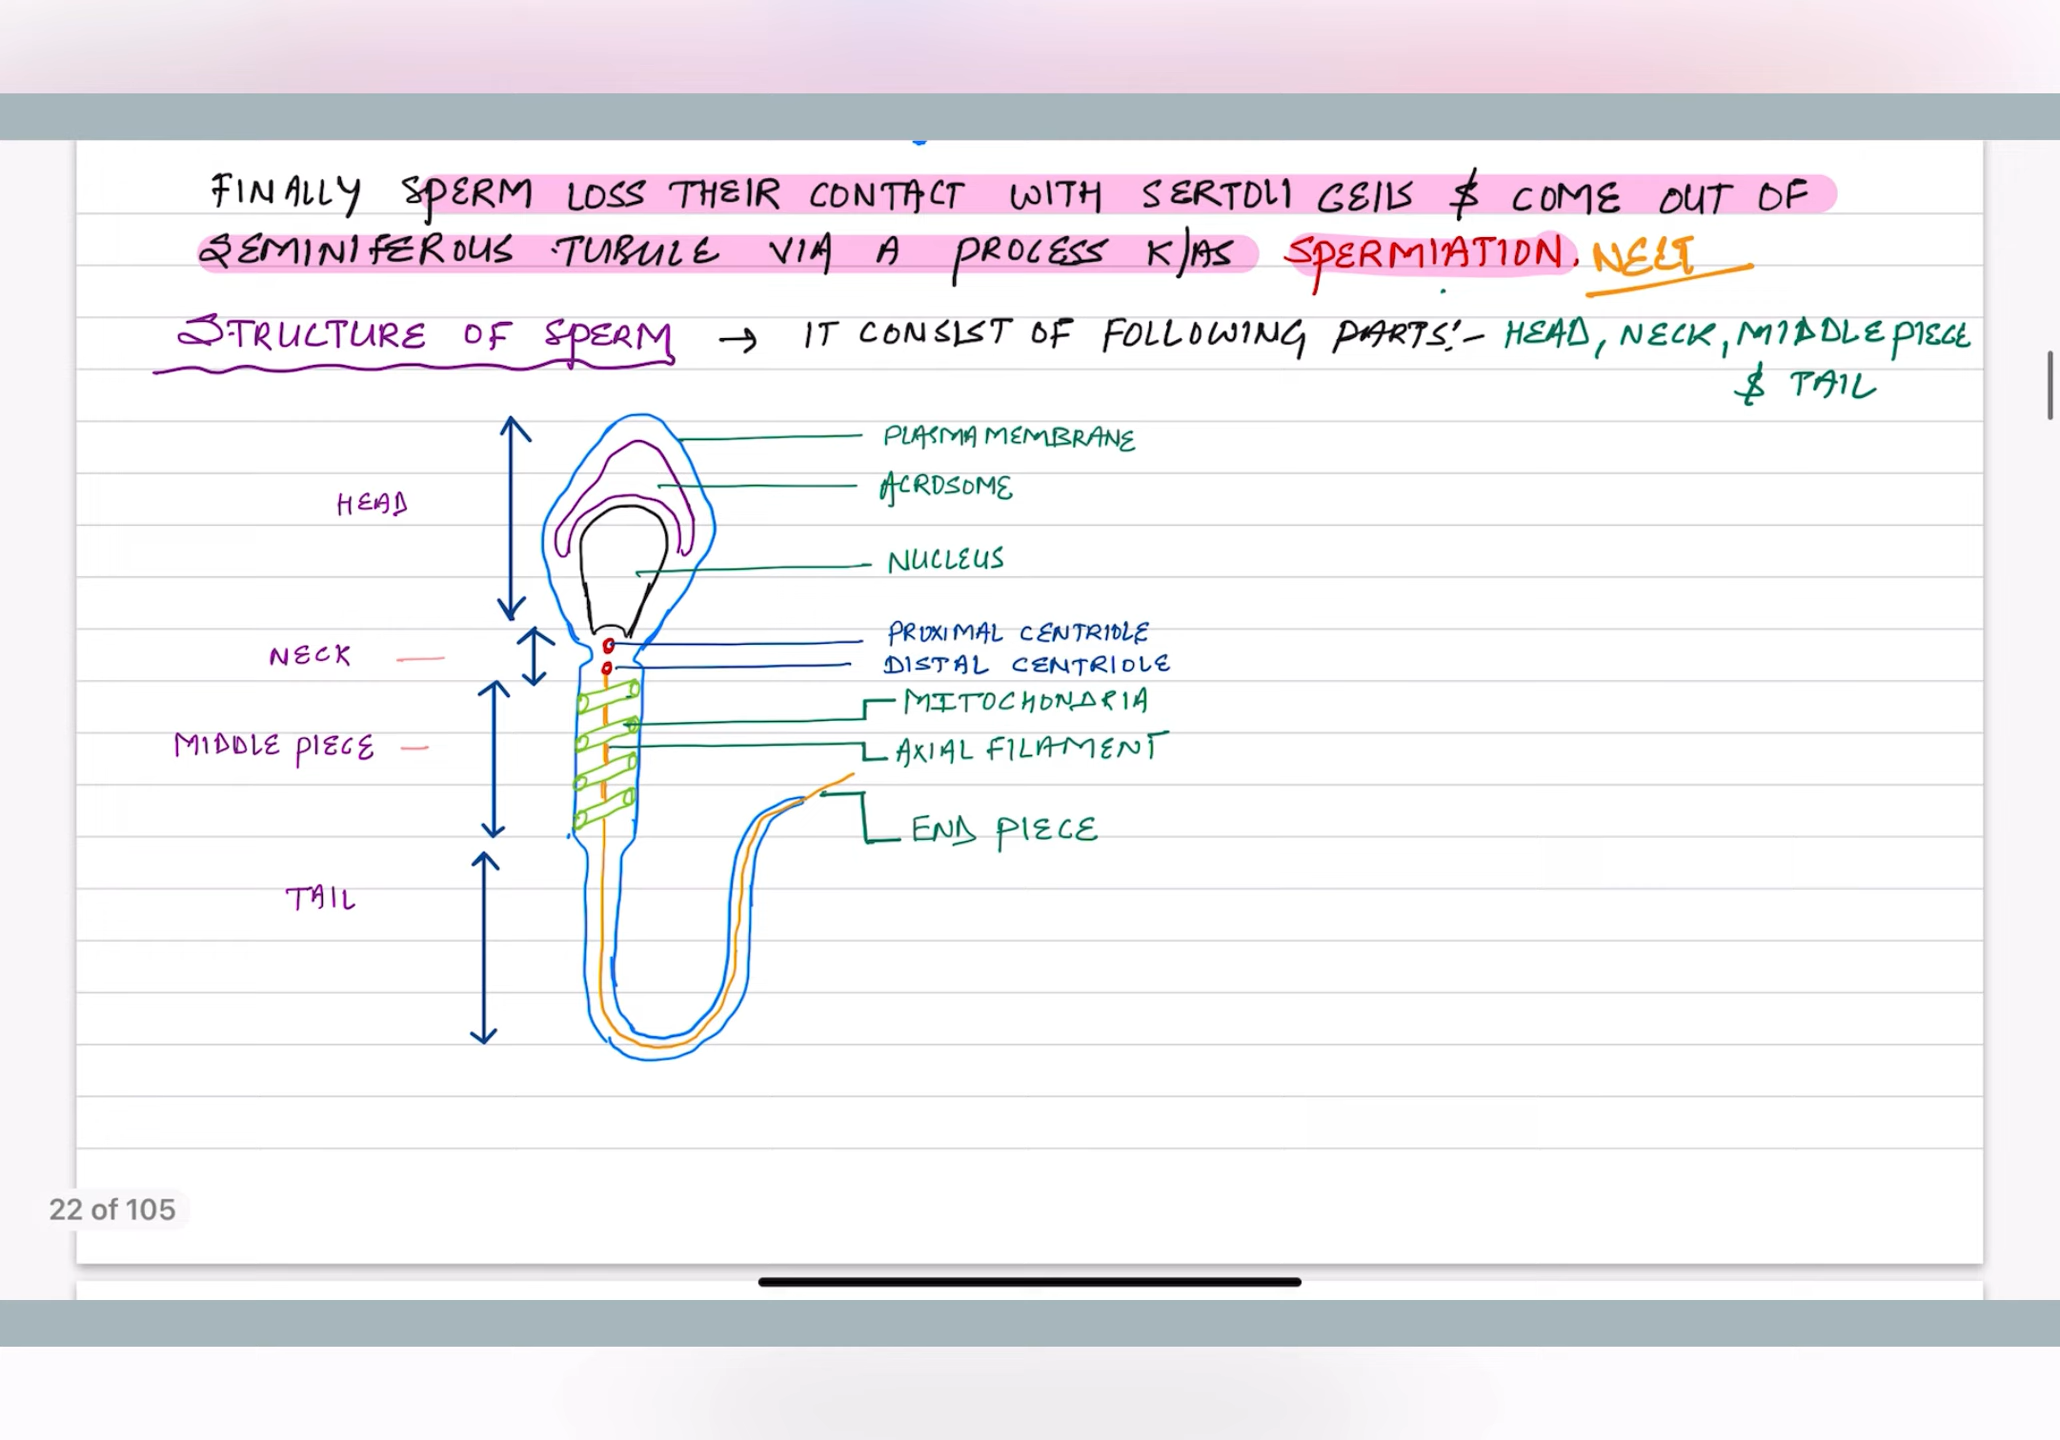 FINALLY SPERM LOSS THEIR CONTACT WITH SERTOLI CELLS & COME OUT OF
SEMINIFEROUS TUBULE VIA A PROCESS K/AS SPERMIATION. NEET
STRUCTURE OF SPERM → IT CONSIST OF FOLLOWING PARTS:- HEAD, NECK, MIDDLE PIECE
& TAIL
PLASMA MEMBRANE
ACROSOME
HEAD
NUCLEUS
PROXIMAL CENTRIOLE
NECK
DISTAL CENTRIOLE
MITOCHONDRIA
MIDDLE PIECE
AXIAL FILAMENT
END PIECE
TAIL
22 of 105